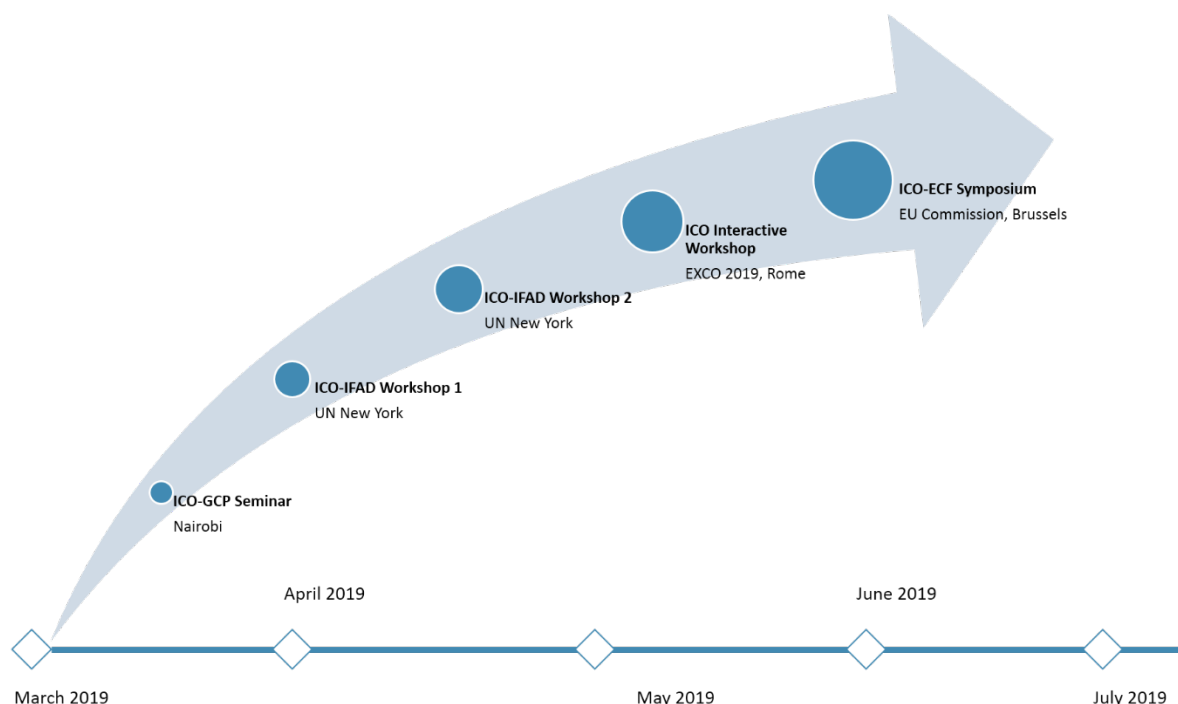 ICO-ECF Symposium
EU Commission, Brussels
ICO Interactive
Workshop
EXCO 2019, Rome
ICO-IFAD Workshop 2
UN New York
ICO-IFAD Workshop 1
UN New York
ICO-GCP Seminar
Nairobi
April 2019
June 2019
March 2019
May 2019
July 2019